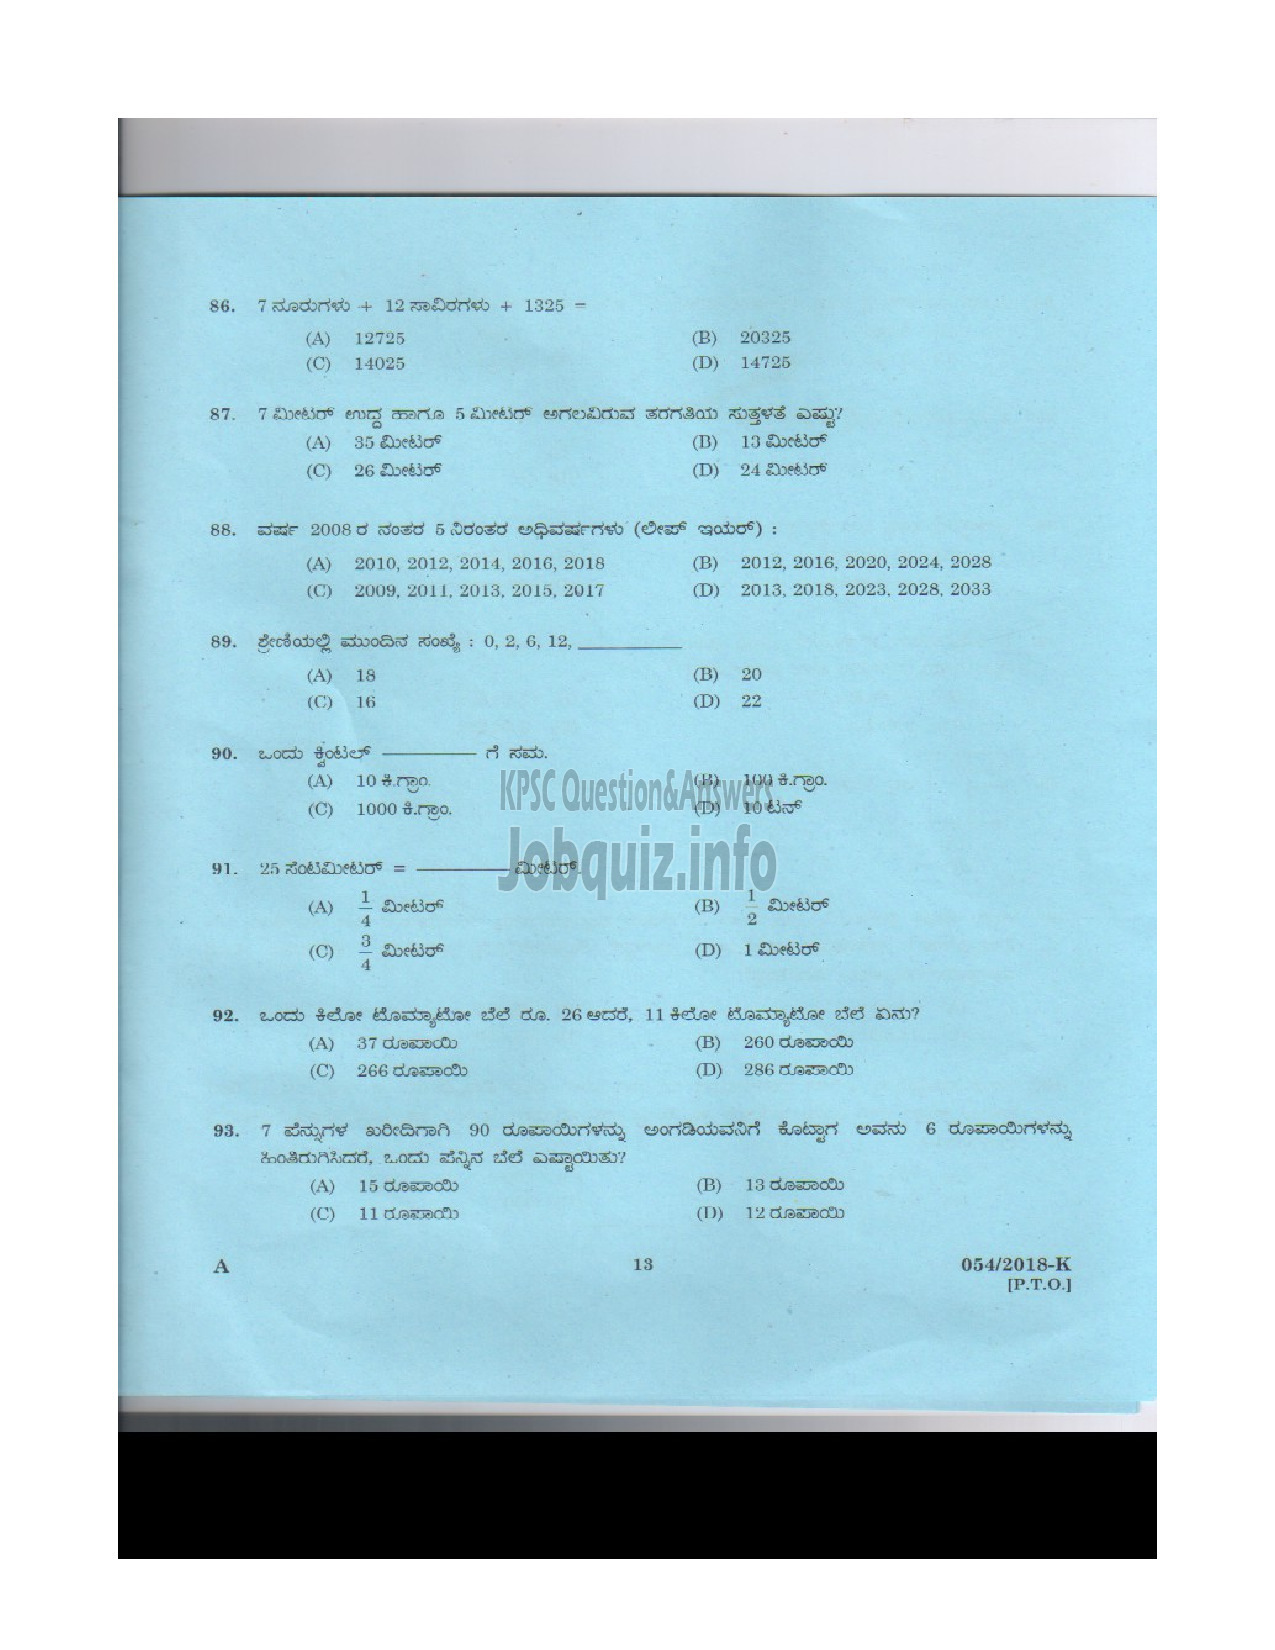 86. 7 ನೂರುಗಳು + 12 ಸಾವಿರಗಳು + 1325 =
(A) 12725 (B) 20325
(C) 14025 (D) 14725
87. 7 ಮೀಟರ್ ಉದ್ದ ಹಾಗೂ 5 ಮೀಟರ್ ಅಗಲವಿರುವ ತರಗತಿಯ ಸುತ್ತಳತೆ ಎಷ್ಟು?
(A) 35 ಮೀಟರ್ (B) 13 ಮೀಟರ್
(C) 26 ಮೀಟರ್ (D) 24 ಮೀಟರ್
88. ವರ್ಷ 2008 ರ ನಂತರ 5 ನಿರಂತರ ಅಧಿವರ್ಷಗಳು (ಲೀಪ್ ಇಯರ್) :
(A) 2010, 2012, 2014, 2016, 2018 (B) 2012, 2016, 2020, 2024, 2028
(C) 2009, 2011, 2013, 2015, 2017 (D) 2013, 2018, 2023, 2028, 2033
89. ಶ್ರೇಣಿಯಲ್ಲಿ ಮುಂದಿನ ಸಂಖ್ಯೆ : 0, 2, 6, 12, ________
(A) 18 (B) 20
(C) 16 (D) 22
90. ಒಂದು ಕ್ವಿಂಟಲ್ ________ ಗೆ ಸಮ.
(A) 10 ಕಿ.ಗ್ರಾಂ. (B) 100 ಕಿ.ಗ್ರಾಂ.
(C) 1000 ಕಿ.ಗ್ರಾಂ. (D) 10 ಟನ್
KPSC Question&Answers
Jobquiz.info
91. 25 ಸೆಂಟಿಮೀಟರ್ = ________ ಮೀಟರ್.
(A) 1/4 ಮೀಟರ್ (B) 1/2 ಮೀಟರ್
(C) 3/4 ಮೀಟರ್ (D) 1 ಮೀಟರ್
92. ಒಂದು ಕಿಲೋ ಟೊಮ್ಯಾಟೋ ಬೆಲೆ ರೂ. 26 ಆದರೆ, 11 ಕಿಲೋ ಟೊಮ್ಯಾಟೋ ಬೆಲೆ ಏನು?
(A) 37 ರೂಪಾಯಿ (B) 260 ರೂಪಾಯಿ
(C) 266 ರೂಪಾಯಿ (D) 286 ರೂಪಾಯಿ
93. 7 ಪೆನ್ನುಗಳ ಖರೀದಿಗಾಗಿ 90 ರೂಪಾಯಿಗಳನ್ನು ಅಂಗಡಿಯವನಿಗೆ ಕೊಟ್ಟಾಗ ಅವನು 6 ರೂಪಾಯಿಗಳನ್ನು
ಹಿಂತಿರುಗಿಸಿದರೆ, ಒಂದು ಪೆನ್ನಿನ ಬೆಲೆ ಎಷ್ಟಾಯಿತು?
(A) 15 ರೂಪಾಯಿ (B) 13 ರೂಪಾಯಿ
(C) 11 ರೂಪಾಯಿ (D) 12 ರೂಪಾಯಿ
A 13 054/2018-K
[P.T.O.]